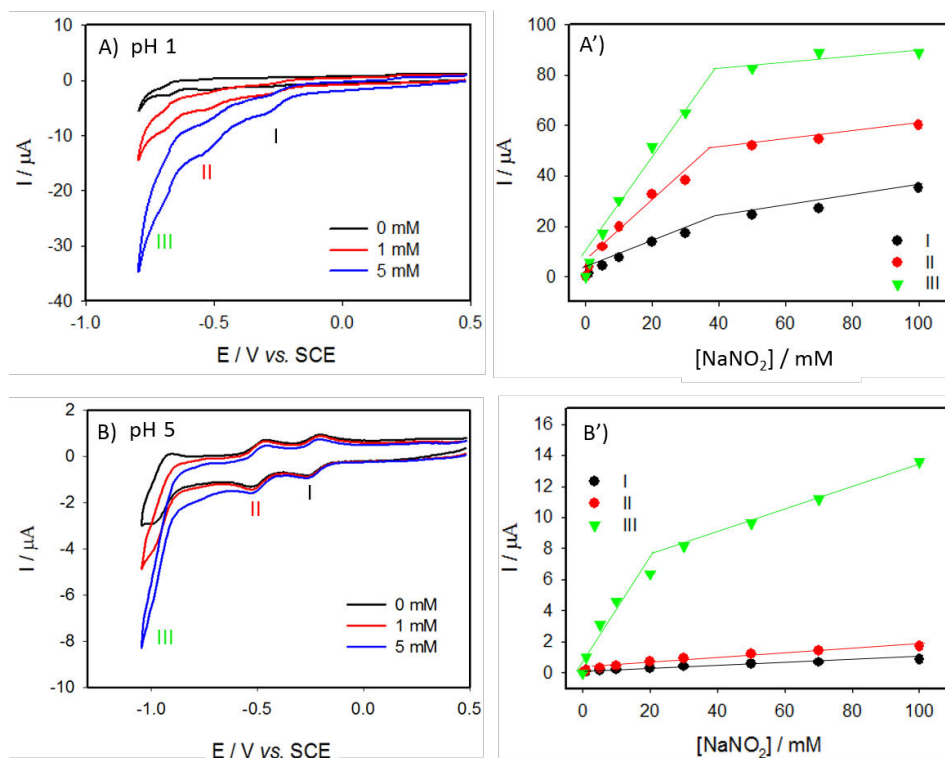 A) pH 1
10
0
-10
-20
-30
-40
I / μA
I
II
III
0 mM
1 mM
5 mM
-1.0
-0.5
0.0
0.5
E / V vs. SCE
A')
100
80
60
40
20
0
I / μA
I
II
III
0
20
40
60
80
100
[NaNO₂] / mM
B) pH 5
2
0
-2
-4
-6
-8
-10
I / μA
I
II
III
0 mM
1 mM
5 mM
-1.0
-0.5
0.0
0.5
E / V vs. SCE
B')
16
14
12
10
8
6
4
2
0
I / μA
I
II
III
0
20
40
60
80
100
[NaNO₂] / mM